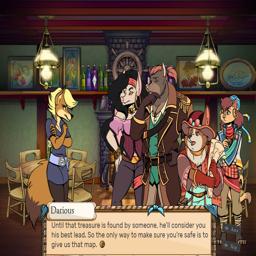 Darious
Until that treasure is found by someone, he'll consider you
his best lead. So the only way to make sure you're safe is to
give us that map.